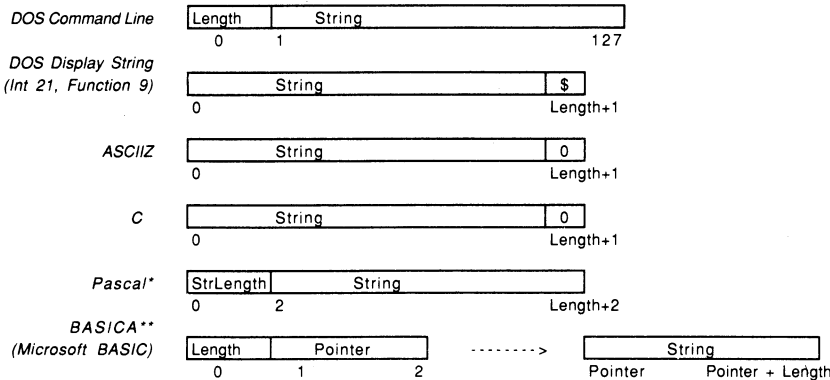 DOS Command Line Length String
0 1 127
DOS Display String
(Int 21, Function 9) String $
0 Length+1
ASCIIZ String 0
0 Length+1
C String 0
0 Length+1
Pascal* StrLength String
0 2 Length+2
BASICA**
(Microsoft BASIC) Length Pointer - - - - - - - -> String
0 1 2 Pointer Pointer + Length